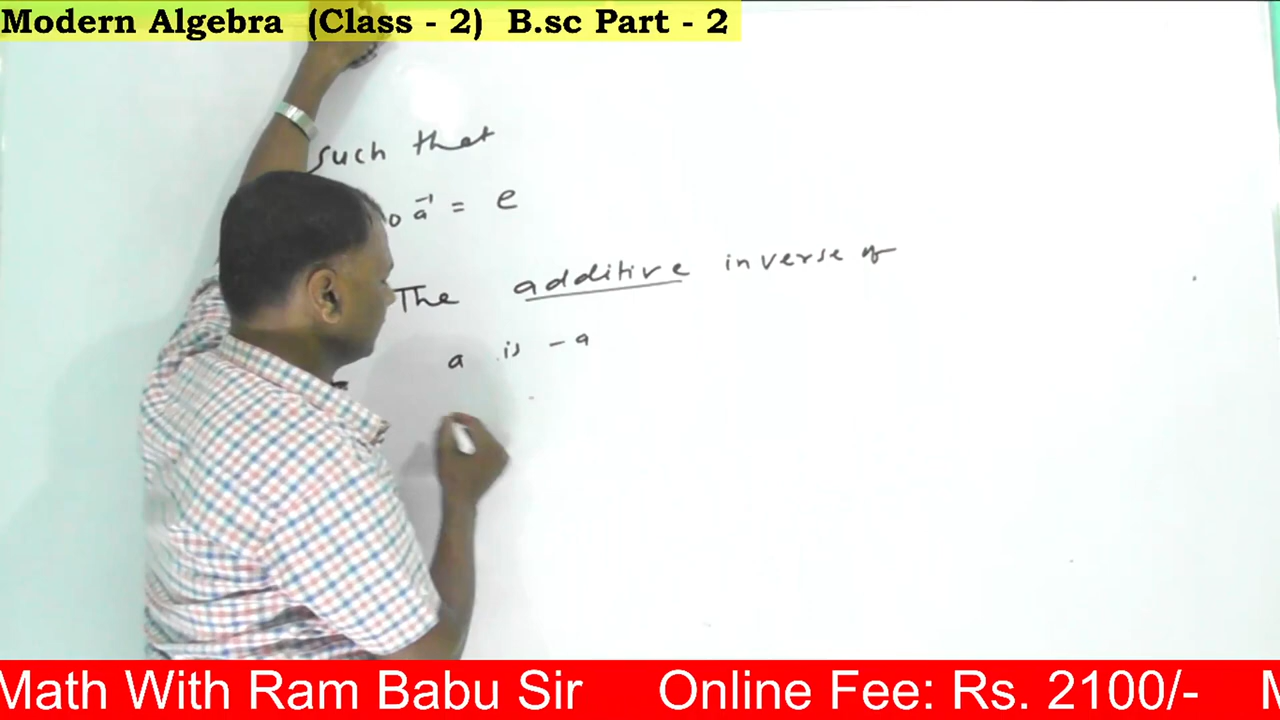 Modern Algebra (Class - 2) B.sc Part - 2
such that
o a⁻¹ = e
The additive inverse of
a is - a
Math With Ram Babu Sir Online Fee: Rs. 2100/- M